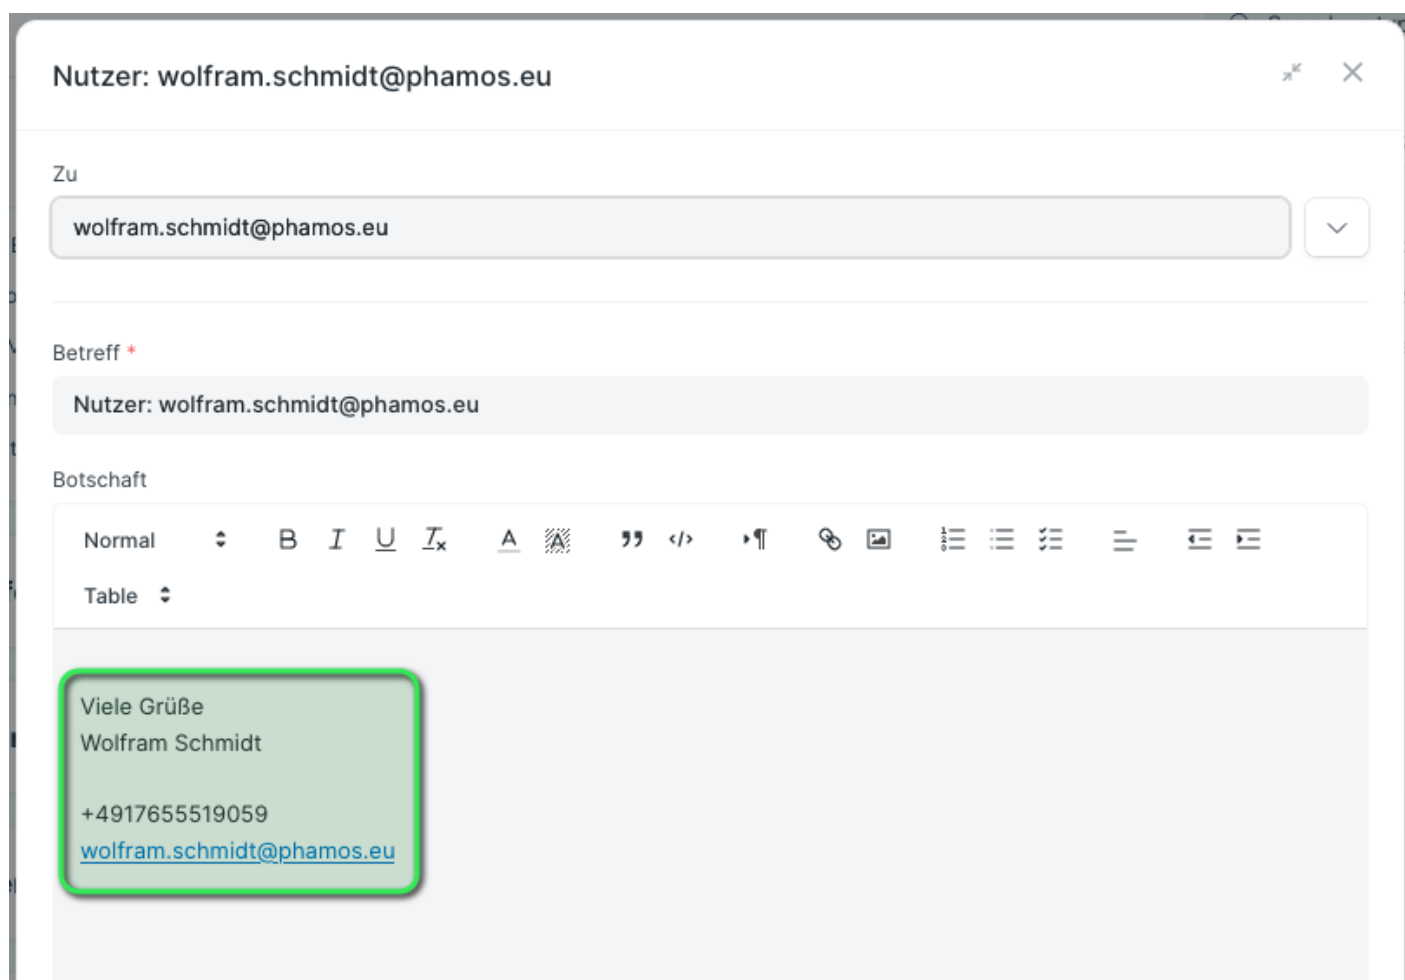 Nutzer: wolfram.schmidt@phamos.eu
Zu
wolfram.schmidt@phamos.eu
Betreff *
Nutzer: wolfram.schmidt@phamos.eu
Botschaft
Normal
Table
Viele Grüße
Wolfram Schmidt
+4917655519059
wolfram.schmidt@phamos.eu